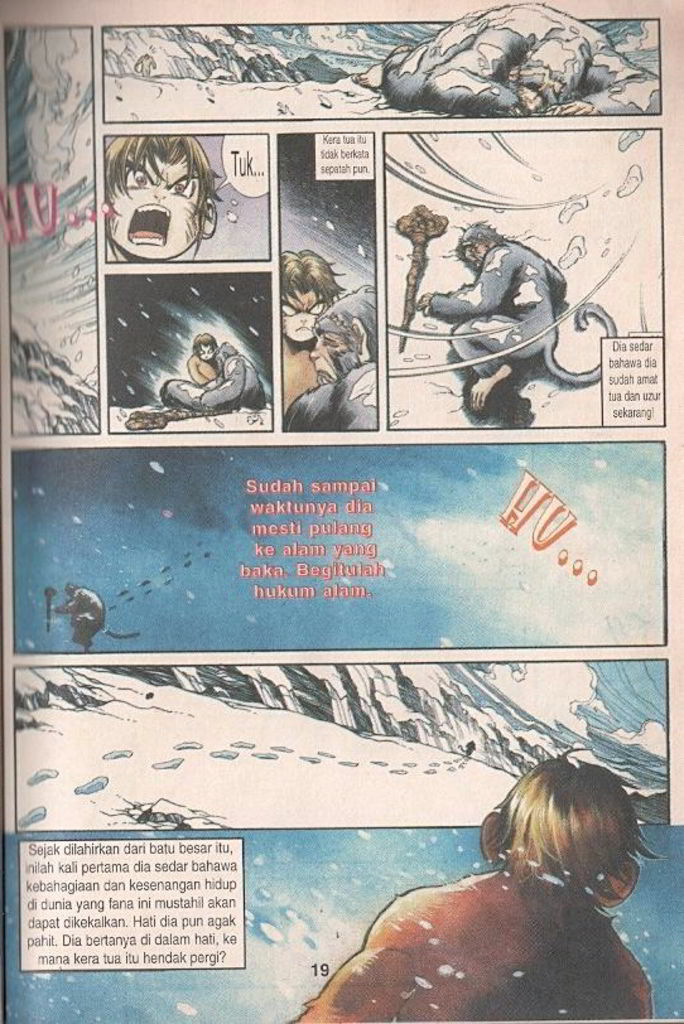 HU...
Tuk...
Kera tua itu
tidak berkata
sepatah pun.
Dia sedar
bahawa dia
sudah amat
tua dan uzur
sekarang!
Sudah sampai
waktunya dia
mesti pulang
ke alam yang
baka. Begitulah
hukum alam.
HU...
Sejak dilahirkan dari batu besar itu,
inilah kali pertama dia sedar bahawa
kebahagiaan dan kesenangan hidup
di dunia yang fana ini mustahil akan
dapat dikekalkan. Hati dia pun agak
pahit. Dia bertanya di dalam hati, ke
mana kera tua itu hendak pergi?
19